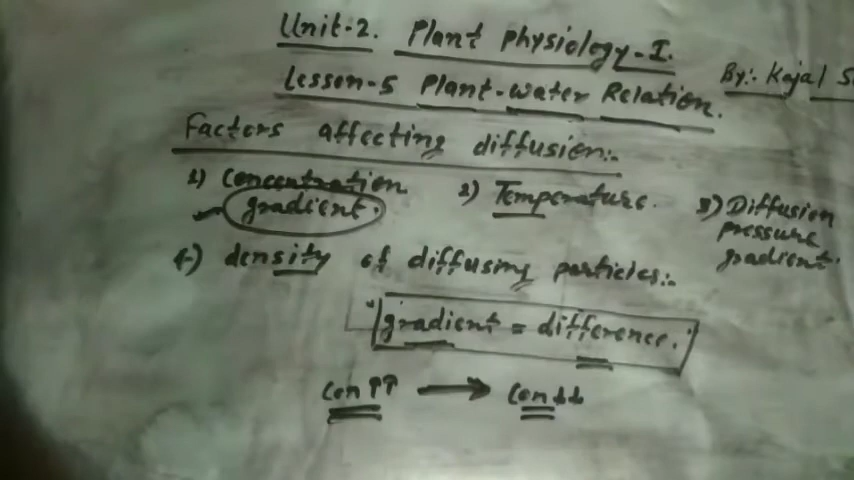 Unit-2. Plant Physiology-I.
Lesson-5 Plant-water Relation.
By:- Kajal S
Factors affecting diffusion:-
1) Concentration gradient.
2) Temperature.
3) Diffusion pressure gradient.
4) density of diffusing particles:-
gradient = difference.
Con ↑↑ → Con ↓↓